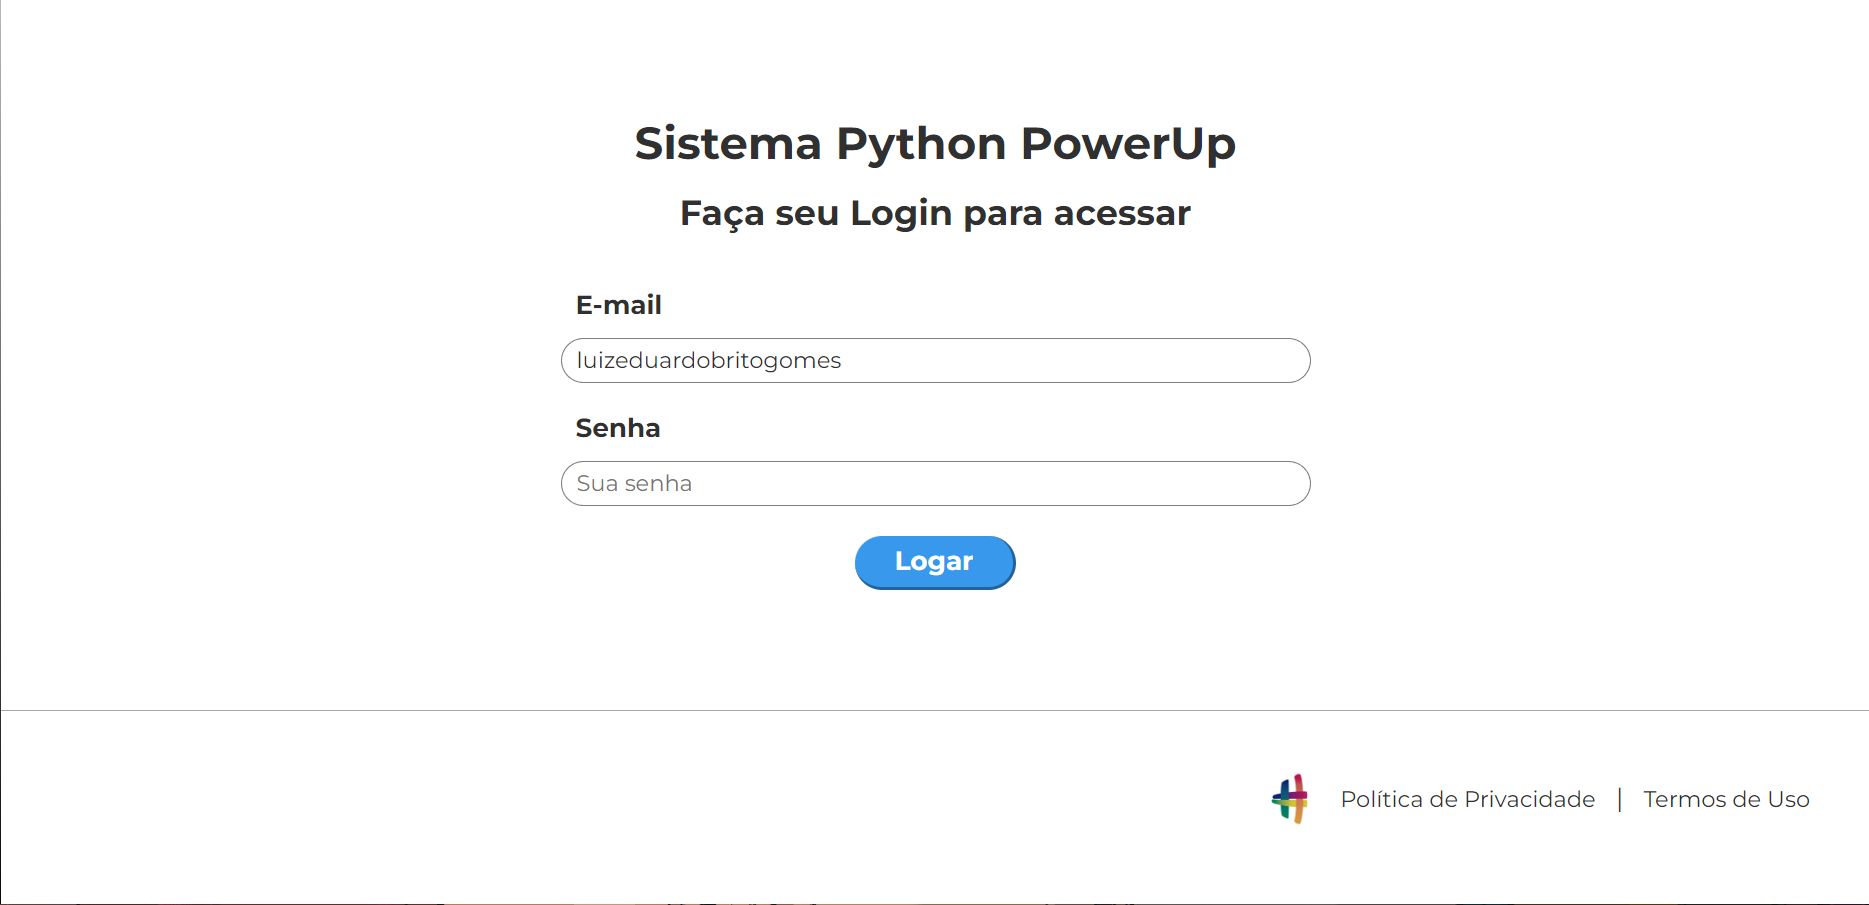 Sistema Python PowerUp
Faça seu Login para acessar
E-mail
luizeduardobritogomes
Senha
Sua senha
Logar
Política de Privacidade | Termos de Uso